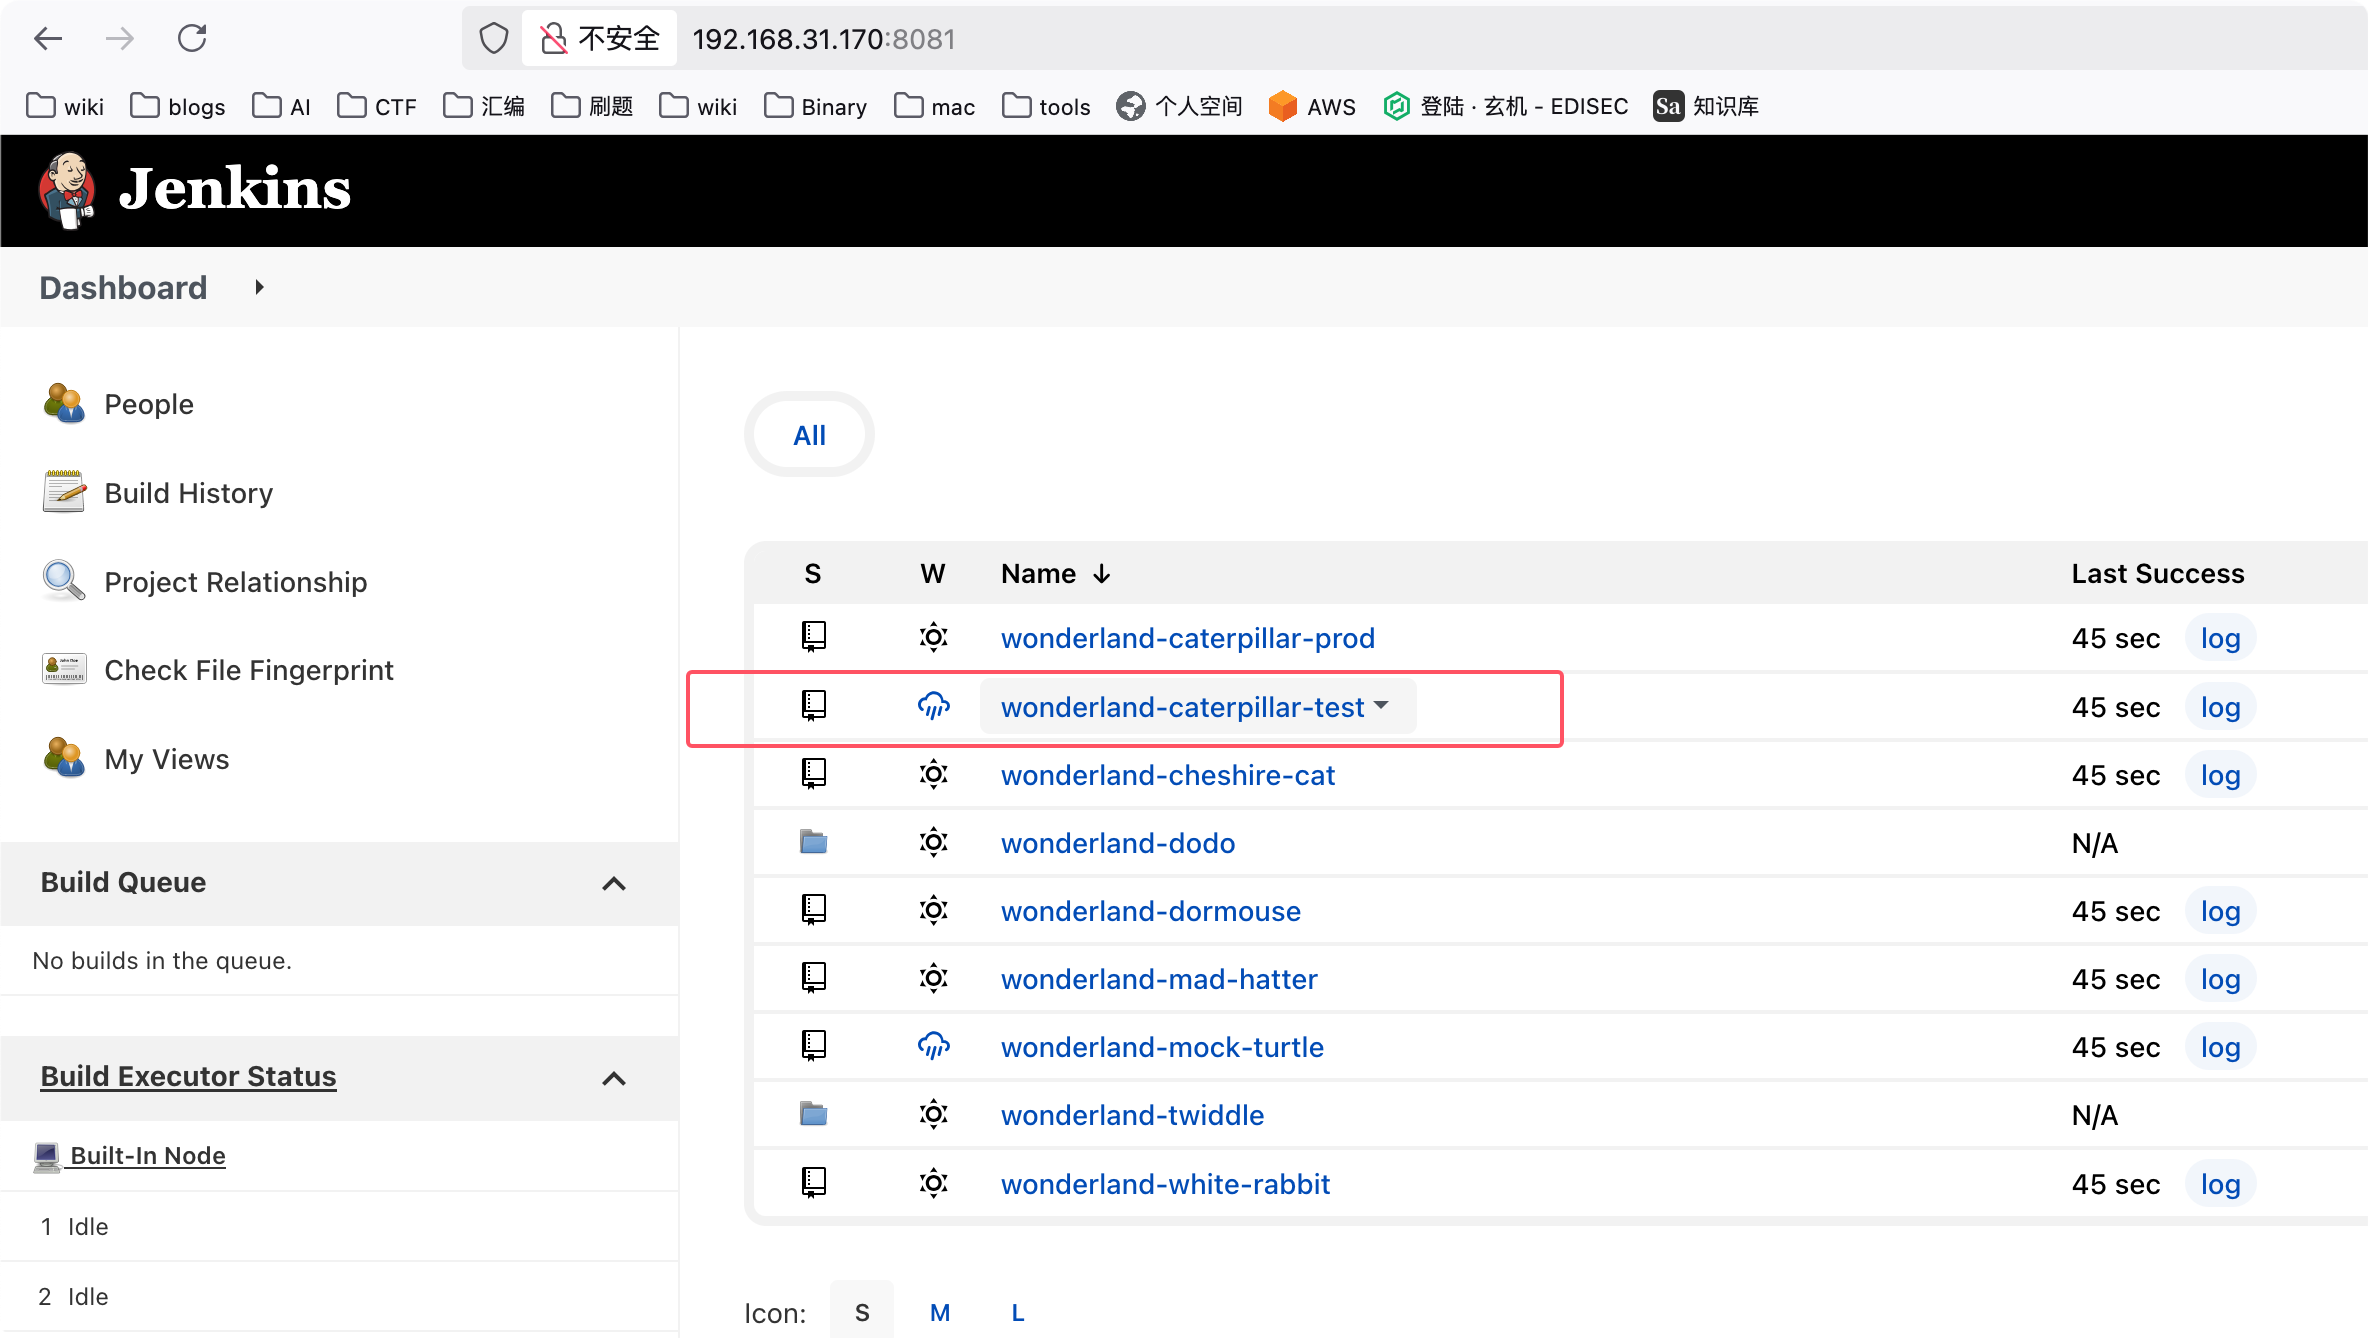 不安全 192.168.31.170:8081
wiki blogs AI CTF 汇编 刷题 wiki Binary mac tools 个人空间 AWS 登陆 · 玄机 - EDISEC Sa 知识库
Jenkins
Dashboard
People
Build History
Project Relationship
Check File Fingerprint
My Views
Build Queue
No builds in the queue.
Build Executor Status
Built-In Node
1 Idle
2 Idle
All
S W Name ↓ Last Success
wonderland-caterpillar-prod 45 sec log
wonderland-caterpillar-test 45 sec log
wonderland-cheshire-cat 45 sec log
wonderland-dodo N/A
wonderland-dormouse 45 sec log
wonderland-mad-hatter 45 sec log
wonderland-mock-turtle 45 sec log
wonderland-twiddle N/A
wonderland-white-rabbit 45 sec log
Icon: S M L